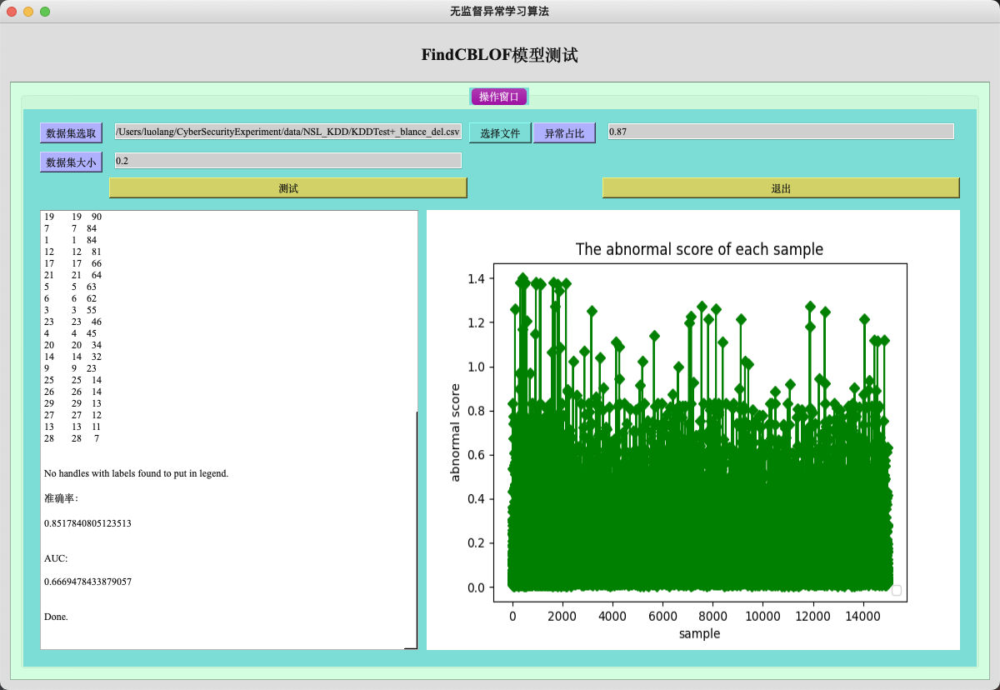 无监督异常学习算法
FindCBLOF模型测试
操作窗口
数据集选取
/Users/luolang/CyberSecurityExperiment/data/NSL_KDD/KDDTest+_blance_del.csv
选择文件
异常占比
0.87
数据集大小
0.2
测试
退出
19 19 90
7 7 84
1 1 84
12 12 81
17 17 66
21 21 64
5 5 63
6 6 62
3 3 55
23 23 46
4 4 45
20 20 34
14 14 32
9 9 23
25 25 14
26 26 14
29 29 13
27 27 12
13 13 11
28 28 7
No handles with labels found to put in legend.
准确率：
0.8517840805123513
AUC:
0.6669478433879057
Done.
The abnormal score of each sample
abnormal score
1.4
1.2
1.0
0.8
0.6
0.4
0.2
0.0
0 2000 4000 6000 8000 10000 12000 14000
sample